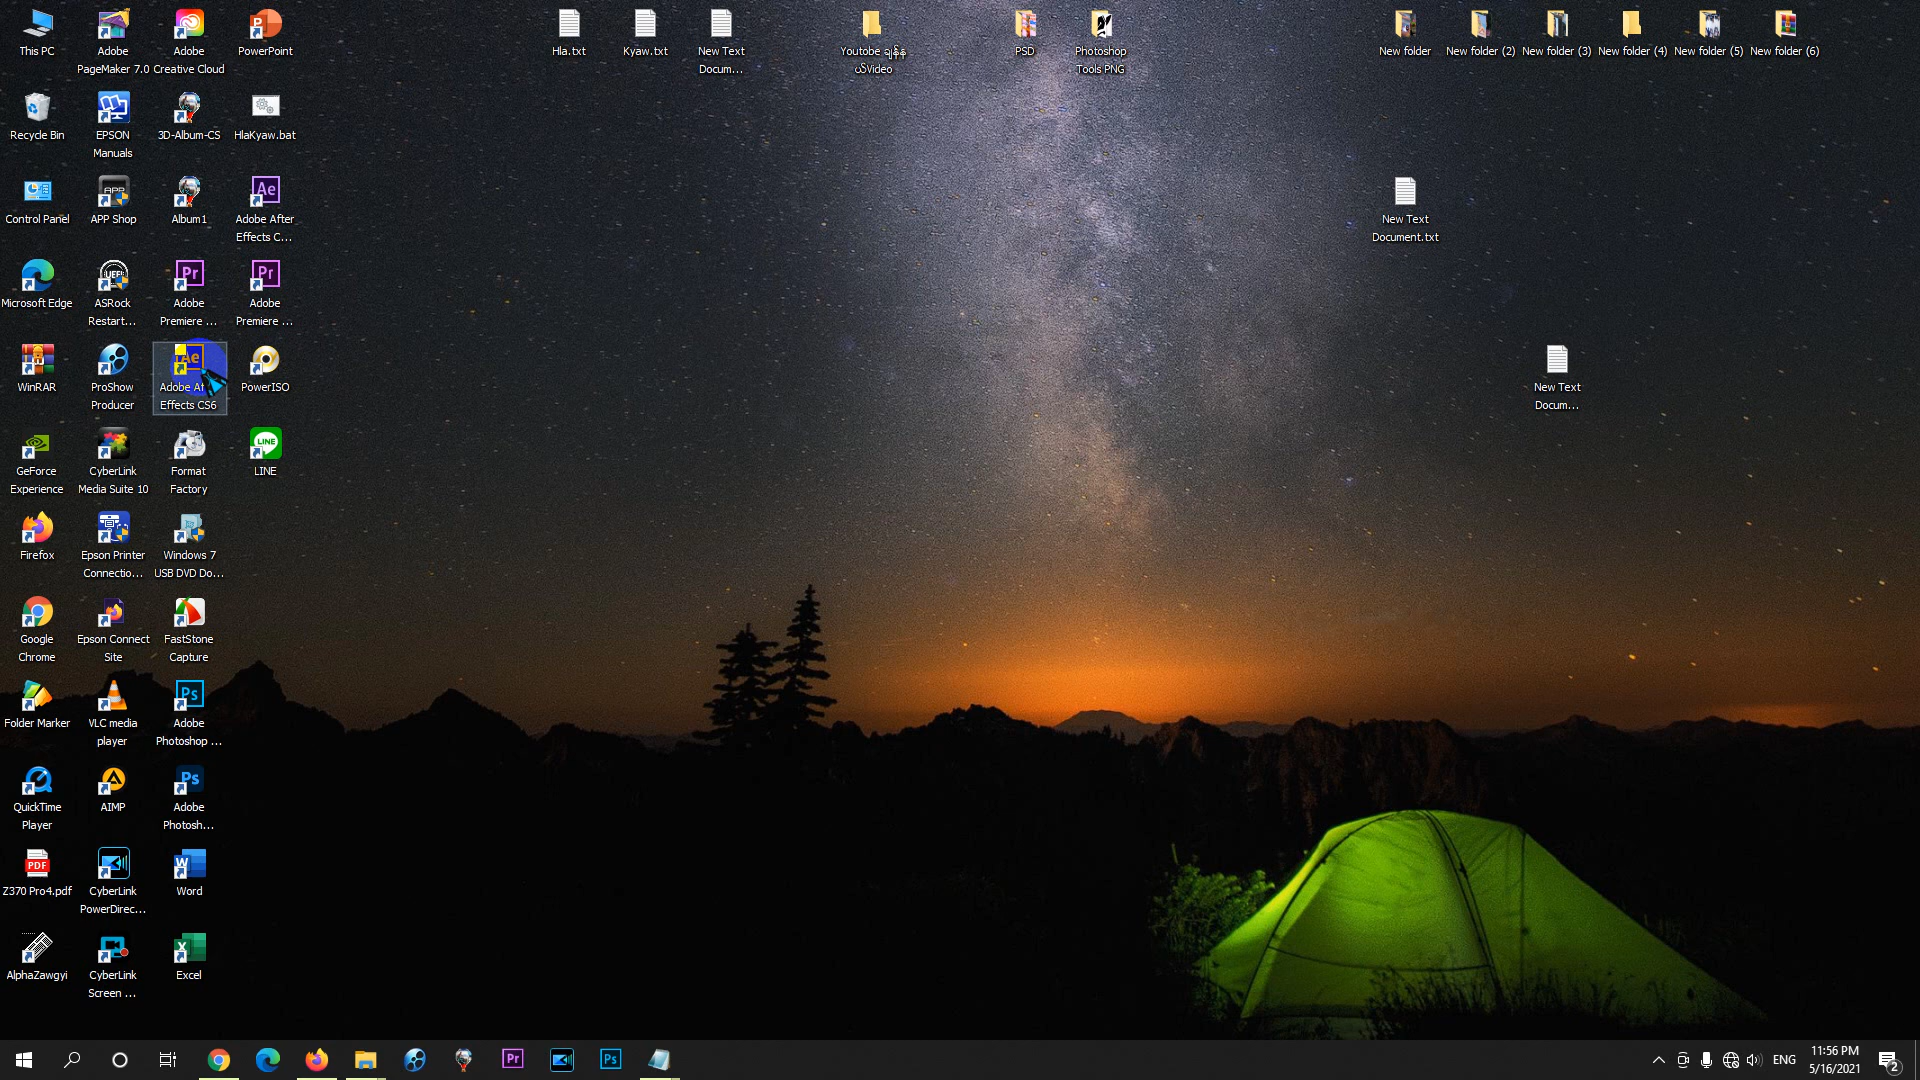 This PC
Adobe
PageMaker 7.0
Adobe
Creative Cloud
PowerPoint
Hla.txt
Kyaw.txt
New Text
Docum...
PSD
Photoshop
Tools PNG
New folder
New folder (2)
New folder (3)
New folder (4)
New folder (5)
New folder (6)
Recycle Bin
EPSON
Manuals
3D-Album-CS
HlaKyaw.bat
Control Panel
APP Shop
Album1
Adobe After
Effects C...
New Text
Document.txt
Microsoft Edge
ASRock
Restart...
Adobe
Premiere ...
Adobe
Premiere ...
WinRAR
ProShow
Producer
Effects CS6
PowerISO
New Text
Docum...
GeForce
Experience
CyberLink
Media Suite 10
Format
Factory
LINE
Firefox
Epson Printer
Connectio...
Windows 7
USB DVD Do...
Google
Chrome
Epson Connect
Site
FastStone
Capture
Folder Marker
VLC media
player
Adobe
Photoshop ...
QuickTime
Player
AIMP
Adobe
Photosh...
Z370 Pro4.pdf
CyberLink
PowerDirec...
Word
AlphaZawgyi
CyberLink
Screen ...
Excel
ENG
11:56 PM
5/16/2021
2